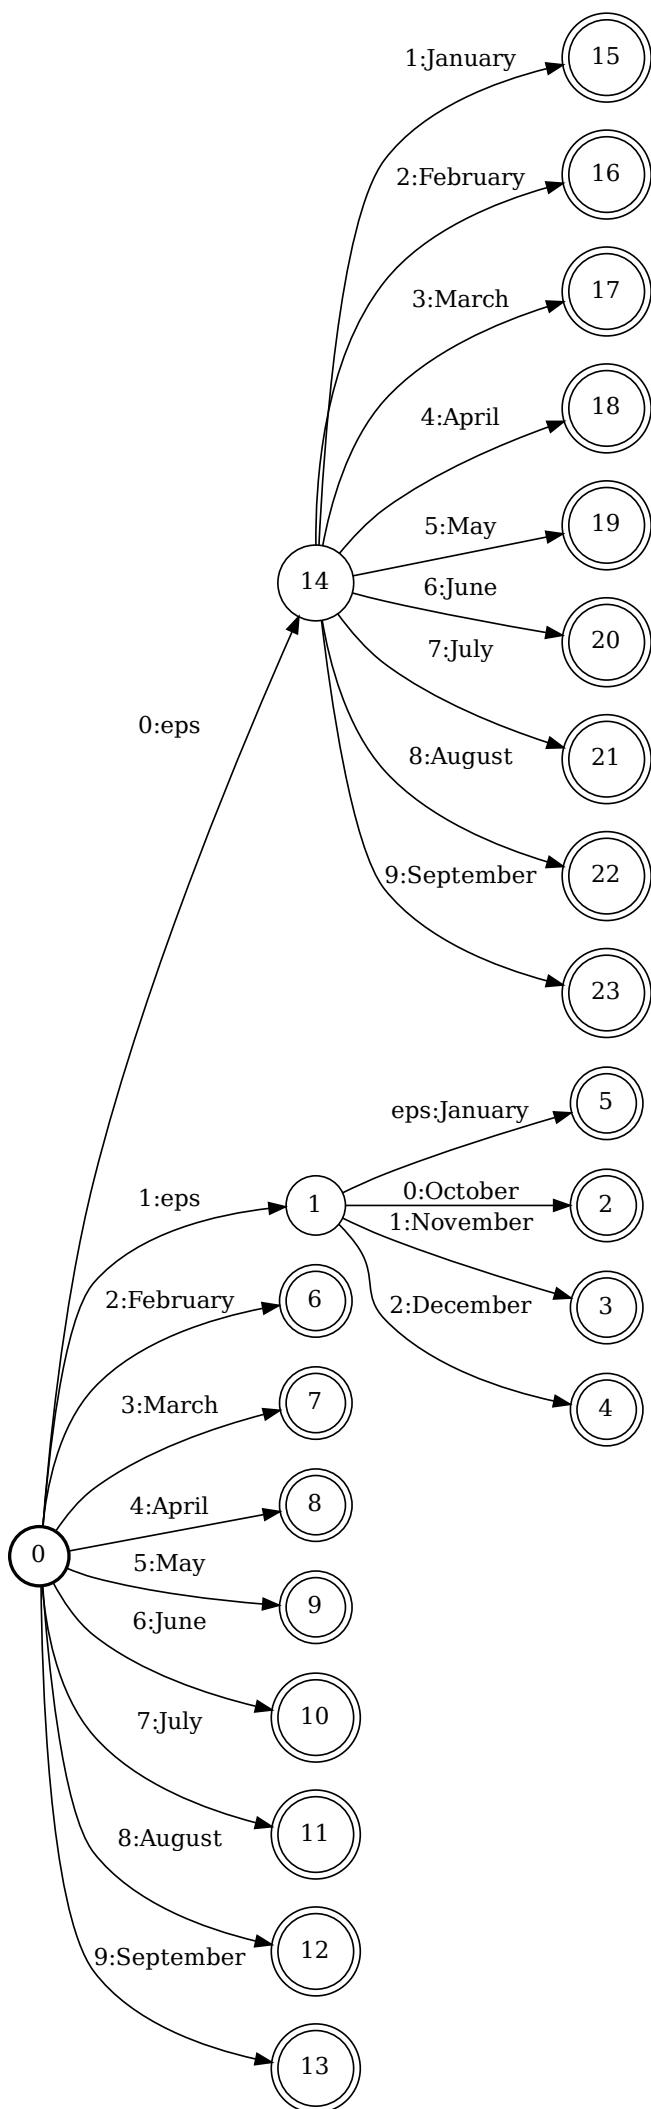 1:January
15
2:February
16
3:March
17
4:April
18
5:May
19
14
6:June
20
7:July
21
8:August
22
9:September
23
0:eps
eps:January
5
1:eps
1
0:October
2
1:November
3
2:December
4
2:February
6
3:March
7
4:April
8
0
5:May
9
6:June
10
7:July
11
8:August
12
9:September
13